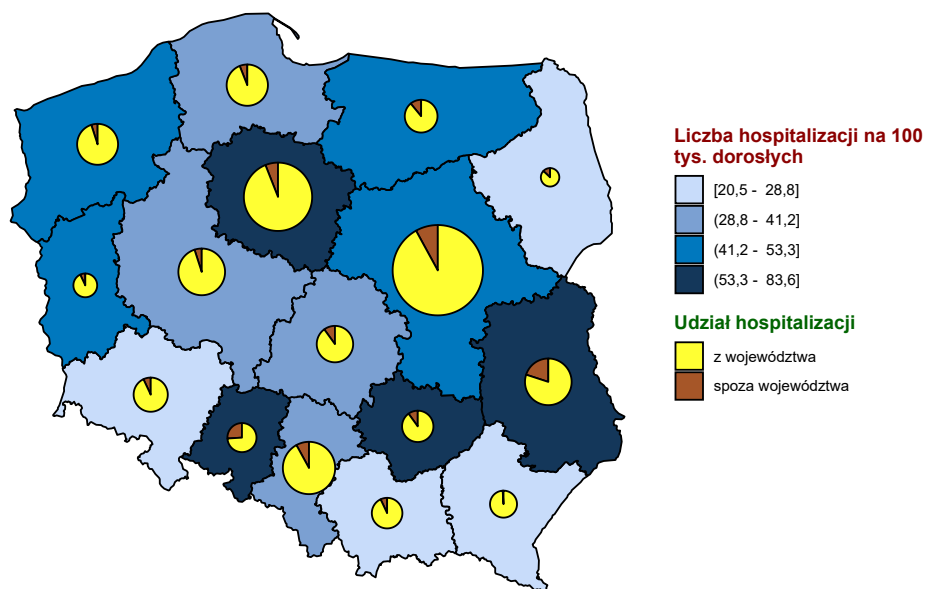 Liczba hospitalizacji na 100
tys. dorosłych
[20,5 - 28,8]
(28,8 - 41,2]
(41,2 - 53,3]
(53,3 - 83,6]
Udział hospitalizacji
z województwa
spoza województwa